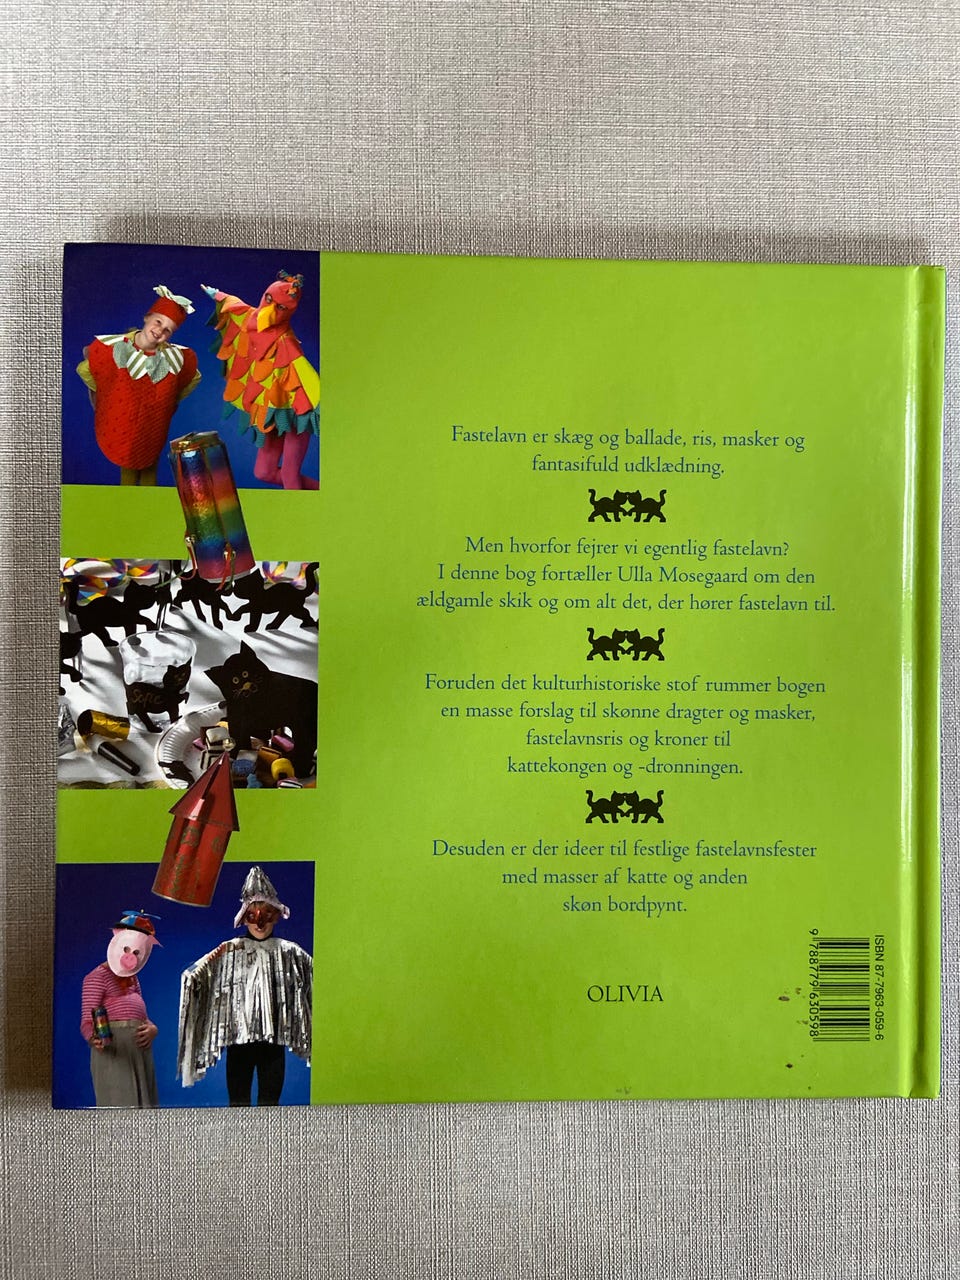 Fastelavn er skæg og ballade, ris, masker og
fantasifuld udklædning.
Men hvorfor fejrer vi egentlig fastelavn?
I denne bog fortæller Ulla Mosegaard om den
ældgamle skik og om alt det, der hører fastelavn til.
Foruden det kulturhistoriske stof rummer bogen
en masse forslag til skønne dragter og masker,
fastelavnsris og kroner til
kattekongen og -dronningen.
Desuden er der ideer til festlige fastelavnsfester
med masser af katte og anden
skøn bordpynt.
OLIVIA
ISBN 87-7963-059-6
9 788779 630598